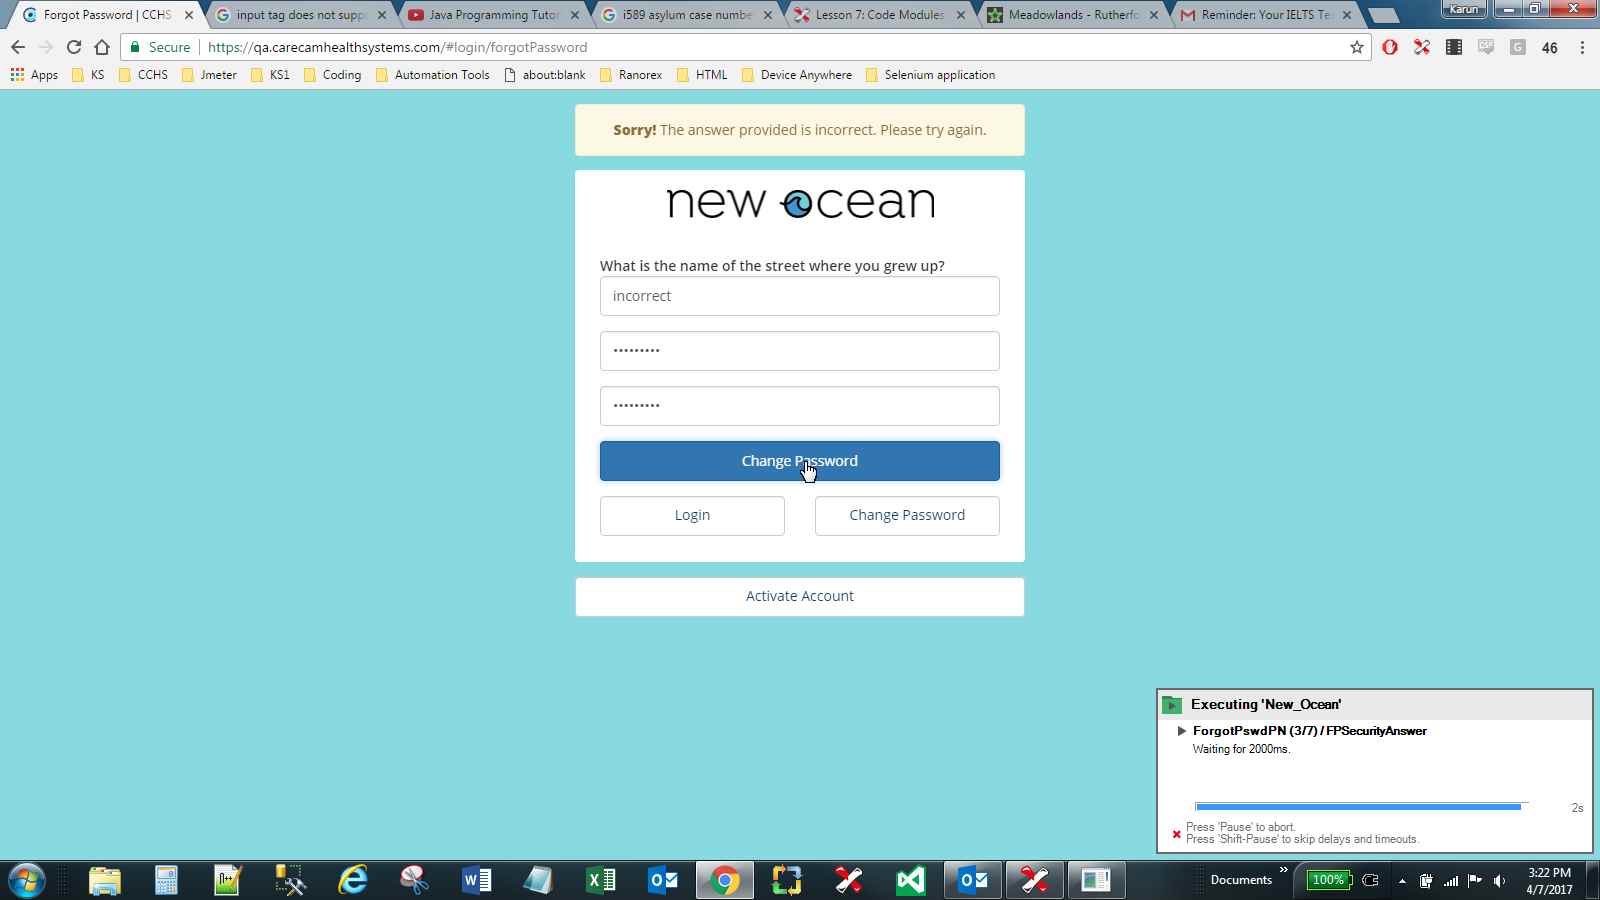 Forgot Password | CCHS
input tag does not suppo
Java Programming Tutor
i589 asylum case numbe
Lesson 7: Code Modules
Meadowlands - Rutherfo
Reminder: Your IELTS Te
Karun
Secure
https://qa.carecamhealthsystems.com/#login/forgotPassword
46
Apps
KS
CCHS
Jmeter
KS1
Coding
Automation Tools
about:blank
Ranorex
HTML
Device Anywhere
Selenium application
Sorry! The answer provided is incorrect. Please try again.
new ocean
What is the name of the street where you grew up?
incorrect
•••••••••
•••••••••
Change Password
Login
Change Password
Activate Account
Executing 'New_Ocean'
ForgotPswdPN (3/7) / FPSecurityAnswer
Waiting for 2000ms.
2s
Press 'Pause' to abort.
Press 'Shift-Pause' to skip delays and timeouts.
Documents
100%
3:22 PM
4/7/2017